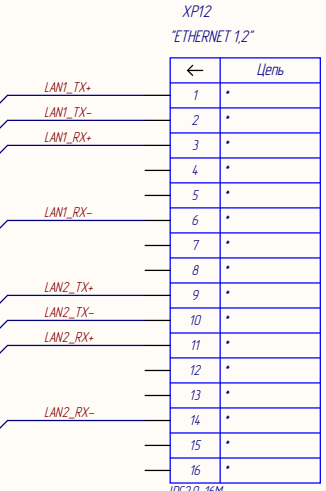 XP12
"ETHERNET 1,2"
← Цепь
LAN1_TX+ 1 *
LAN1_TX- 2 *
LAN1_RX+ 3 *
4 *
5 *
LAN1_RX- 6 *
7 *
8 *
LAN2_TX+ 9 *
LAN2_TX- 10 *
LAN2_RX+ 11 *
12 *
13 *
LAN2_RX- 14 *
15 *
16 *